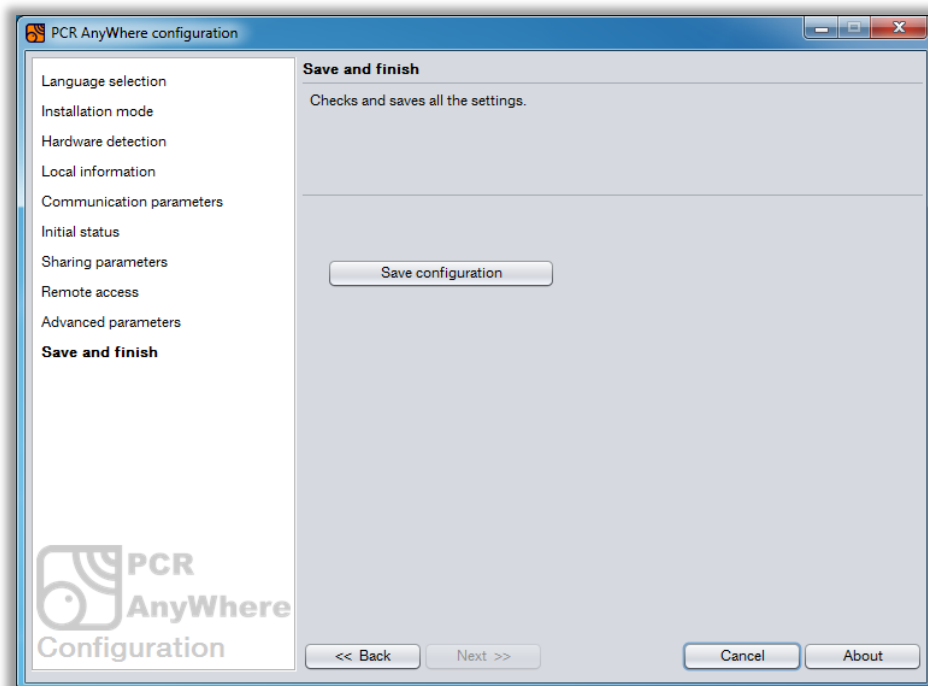 PCR AnyWhere configuration
Language selection
Installation mode
Hardware detection
Local information
Communication parameters
Initial status
Sharing parameters
Remote access
Advanced parameters
Save and finish
PCR
AnyWhere
Configuration
Save and finish
Checks and saves all the settings.
Save configuration
<< Back
Next >>
Cancel
About